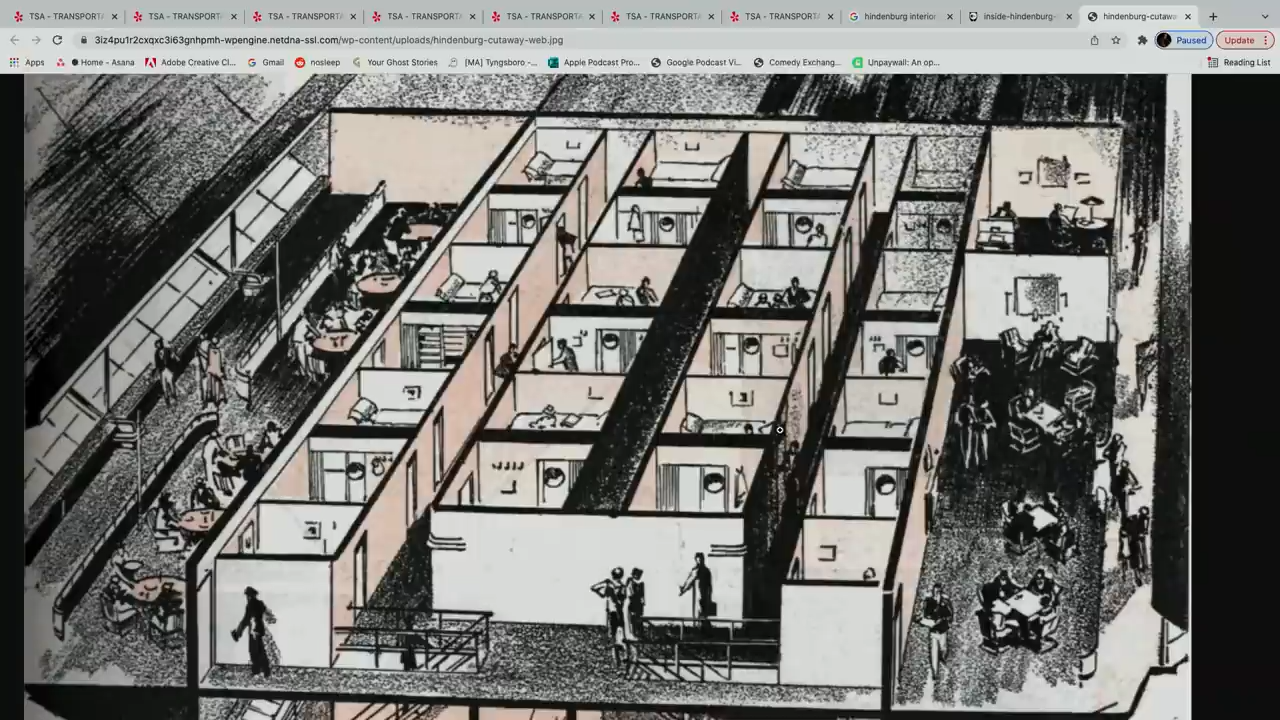 TSA - TRANSPORTA
TSA - TRANSPORTA
TSA - TRANSPORTA
TSA - TRANSPORTA
TSA - TRANSPORTA
TSA - TRANSPORTA
TSA - TRANSPORTA
hindenburg interior
inside-hindenburg-
hindenburg-cutaw
3iz4pu1r2cxqxc3i63gnhpmh-wpengine.netdna-ssl.com/wp-content/uploads/hindenburg-cutaway-web.jpg
Paused
Update
Apps
Home - Asana
Adobe Creative Cl...
Gmail
nosleep
Your Ghost Stories
[MA] Tyngsboro -...
Apple Podcast Pro...
Google Podcast Vi...
Comedy Exchang...
Unpaywall: An op...
Reading List